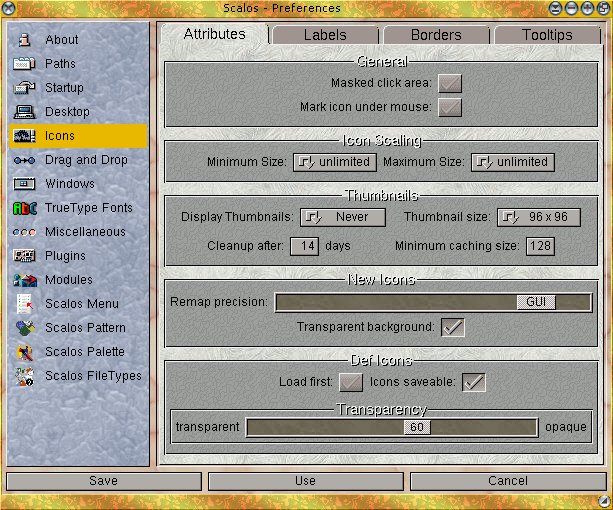 Scalos - Preferences
About
Paths
Startup
Desktop
Icons
Drag and Drop
Windows
TrueType Fonts
Miscellaneous
Plugins
Modules
Scalos Menu
Scalos Pattern
Scalos Palette
Scalos FileTypes
Attributes Labels Borders Tooltips
General
Masked click area:
Mark icon under mouse:
Icon Scaling
Minimum Size: unlimited Maximum Size: unlimited
Thumbnails
Display Thumbnails: Never Thumbnail size: 96 x 96
Cleanup after: 14 days Minimum caching size: 128
New Icons
Remap precision: GUI
Transparent background:
Def Icons
Load first: Icons saveable:
Transparency
transparent 60 opaque
Save Use Cancel